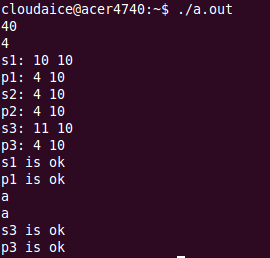 cloudaice@acer4740:~$ ./a.out
40
4
s1: 10 10
p1: 4 10
s2: 4 10
p2: 4 10
s3: 11 10
p3: 4 10
s1 is ok
p1 is ok
a
a
s3 is ok
p3 is ok